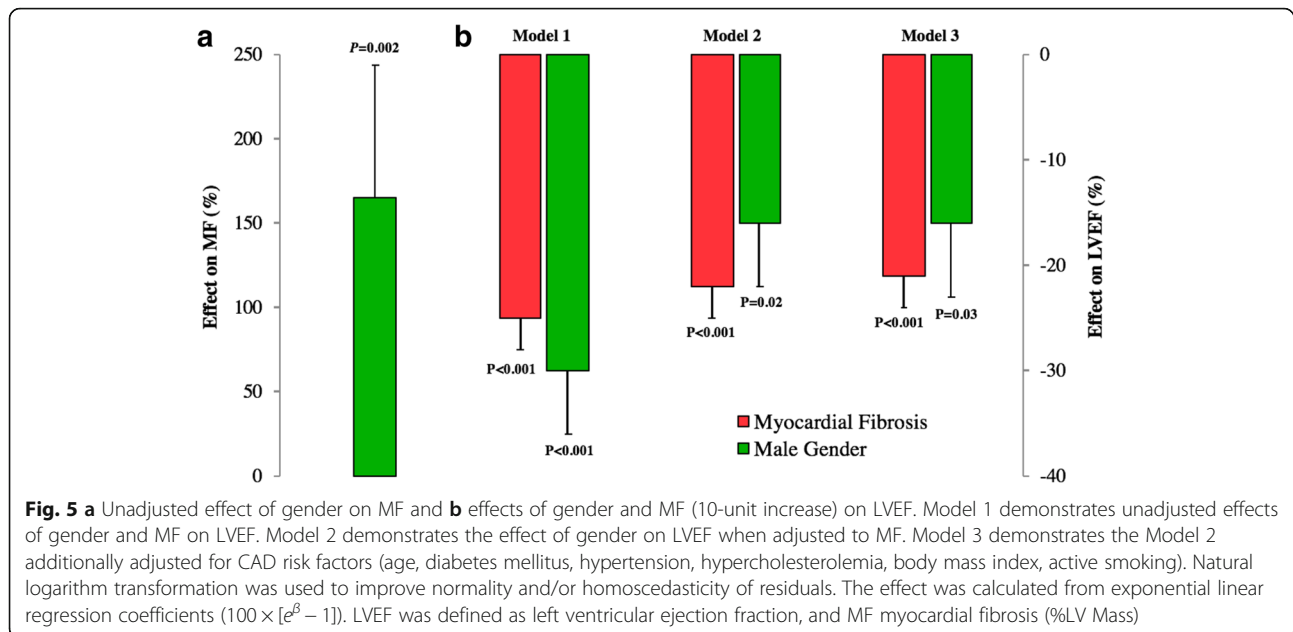 a
b
Model 1
Model 2
Model 3
250
200
150
100
50
0
Effect on MF (%)
P=0.002
P<0.001
P<0.001
P<0.001
P=0.02
P<0.001
P=0.03
0
-10
-20
-30
-40
Effect on LVEF (%)
Myocardial Fibrosis
Male Gender
Fig. 5 a Unadjusted effect of gender on MF and b effects of gender and MF (10-unit increase) on LVEF. Model 1 demonstrates unadjusted effects
of gender and MF on LVEF. Model 2 demonstrates the effect of gender on LVEF when adjusted to MF. Model 3 demonstrates the Model 2
additionally adjusted for CAD risk factors (age, diabetes mellitus, hypertension, hypercholesterolemia, body mass index, active smoking). Natural
logarithm transformation was used to improve normality and/or homoscedasticity of residuals. The effect was calculated from exponential linear
regression coefficients (100 × [e^β − 1]). LVEF was defined as left ventricular ejection fraction, and MF myocardial fibrosis (%LV Mass)